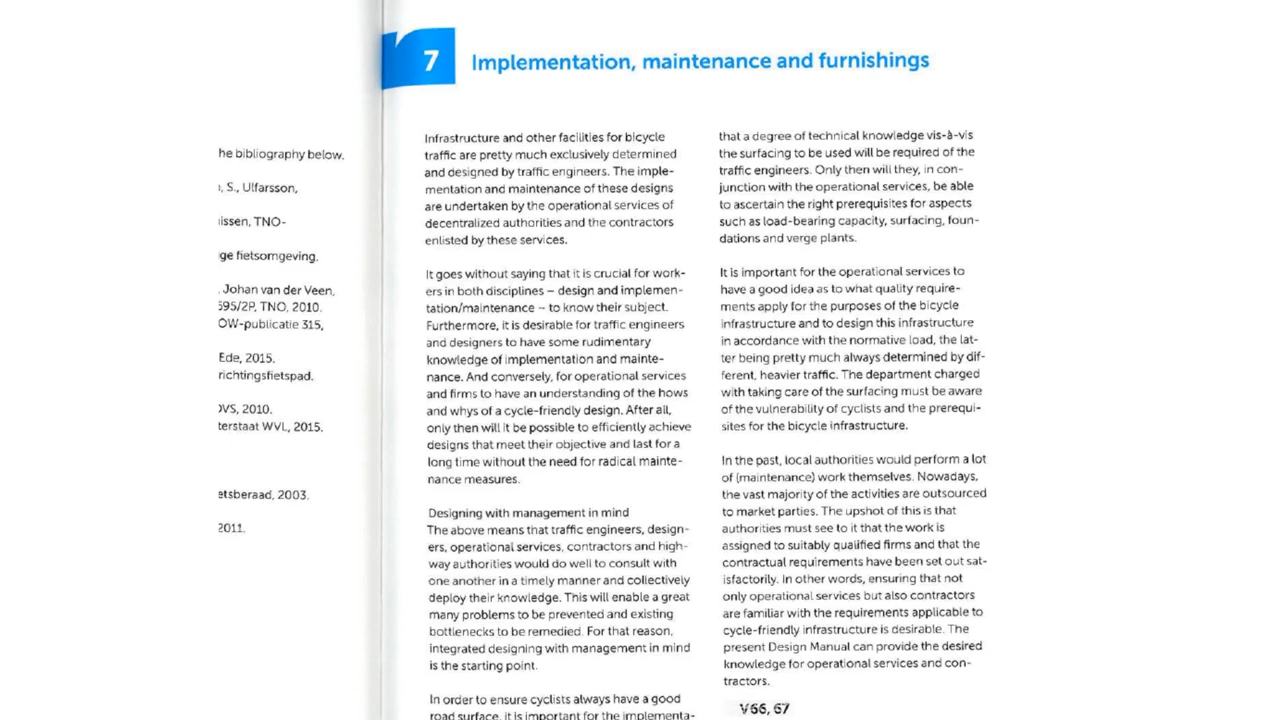 he bibliography below.
, S., Ulfarsson,
issen, TNO-
ge fietsomgeving.
. Johan van der Veen,
595/2P, TNO, 2010.
OW-publicatie 315,
Ede, 2015.
richtingsfietspad.
OVS, 2010.
terstaat WVL, 2015.
etsberaad, 2003.
2011.
7
Implementation, maintenance and furnishings
Infrastructure and other facilities for bicycle
traffic are pretty much exclusively determined
and designed by traffic engineers. The imple-
mentation and maintenance of these designs
are undertaken by the operational services of
decentralized authorities and the contractors
enlisted by these services.
It goes without saying that it is crucial for work-
ers in both disciplines – design and implemen-
tation/maintenance – to know their subject.
Furthermore, it is desirable for traffic engineers
and designers to have some rudimentary
knowledge of implementation and mainte-
nance. And conversely, for operational services
and firms to have an understanding of the hows
and whys of a cycle-friendly design. After all,
only then will it be possible to efficiently achieve
designs that meet their objective and last for a
long time without the need for radical mainte-
nance measures.
Designing with management in mind
The above means that traffic engineers, design-
ers, operational services, contractors and high-
way authorities would do well to consult with
one another in a timely manner and collectively
deploy their knowledge. This will enable a great
many problems to be prevented and existing
bottlenecks to be remedied. For that reason,
integrated designing with management in mind
is the starting point.
In order to ensure cyclists always have a good
road surface, it is important for the implementa-
that a degree of technical knowledge vis-à-vis
the surfacing to be used will be required of the
traffic engineers. Only then will they, in con-
junction with the operational services, be able
to ascertain the right prerequisites for aspects
such as load-bearing capacity, surfacing, foun-
dations and verge plants.
It is important for the operational services to
have a good idea as to what quality require-
ments apply for the purposes of the bicycle
infrastructure and to design this infrastructure
in accordance with the normative load, the lat-
ter being pretty much always determined by dif-
ferent, heavier traffic. The department charged
with taking care of the surfacing must be aware
of the vulnerability of cyclists and the prerequi-
sites for the bicycle infrastructure.
In the past, local authorities would perform a lot
of (maintenance) work themselves. Nowadays,
the vast majority of the activities are outsourced
to market parties. The upshot of this is that
authorities must see to it that the work is
assigned to suitably qualified firms and that the
contractual requirements have been set out sat-
isfactorily. In other words, ensuring that not
only operational services but also contractors
are familiar with the requirements applicable to
cycle-friendly infrastructure is desirable. The
present Design Manual can provide the desired
knowledge for operational services and con-
tractors.
V66, 67